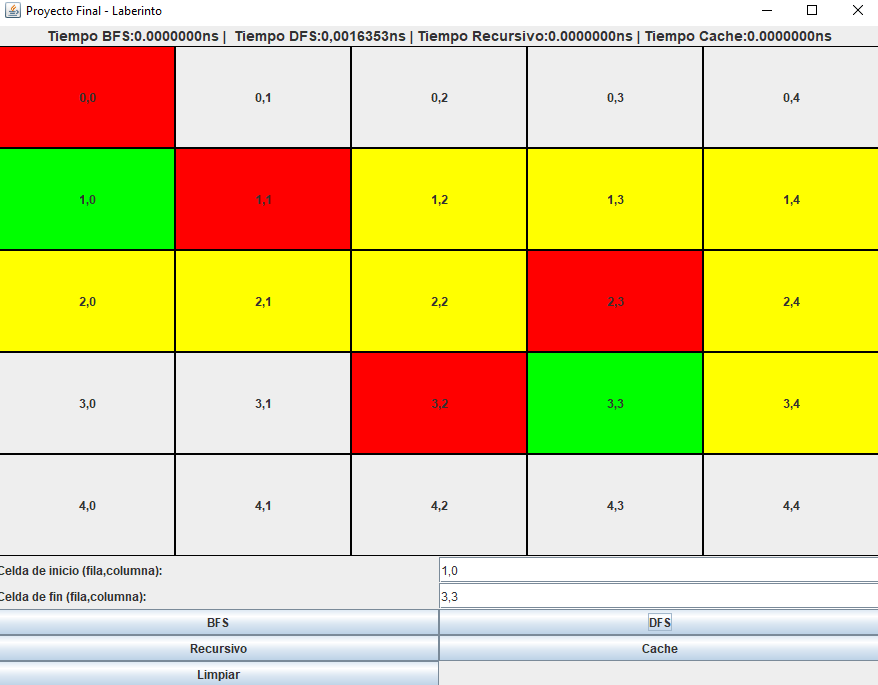 Proyecto Final - Laberinto
Tiempo BFS:0.0000000ns | Tiempo DFS:0,0016353ns | Tiempo Recursivo:0.0000000ns | Tiempo Cache:0.0000000ns
0,0 0,1 0,2 0,3 0,4
1,0 1,1 1,2 1,3 1,4
2,0 2,1 2,2 2,3 2,4
3,0 3,1 3,2 3,3 3,4
4,0 4,1 4,2 4,3 4,4
Celda de inicio (fila,columna): 1,0
Celda de fin (fila,columna): 3,3
BFS DFS
Recursivo Cache
Limpiar